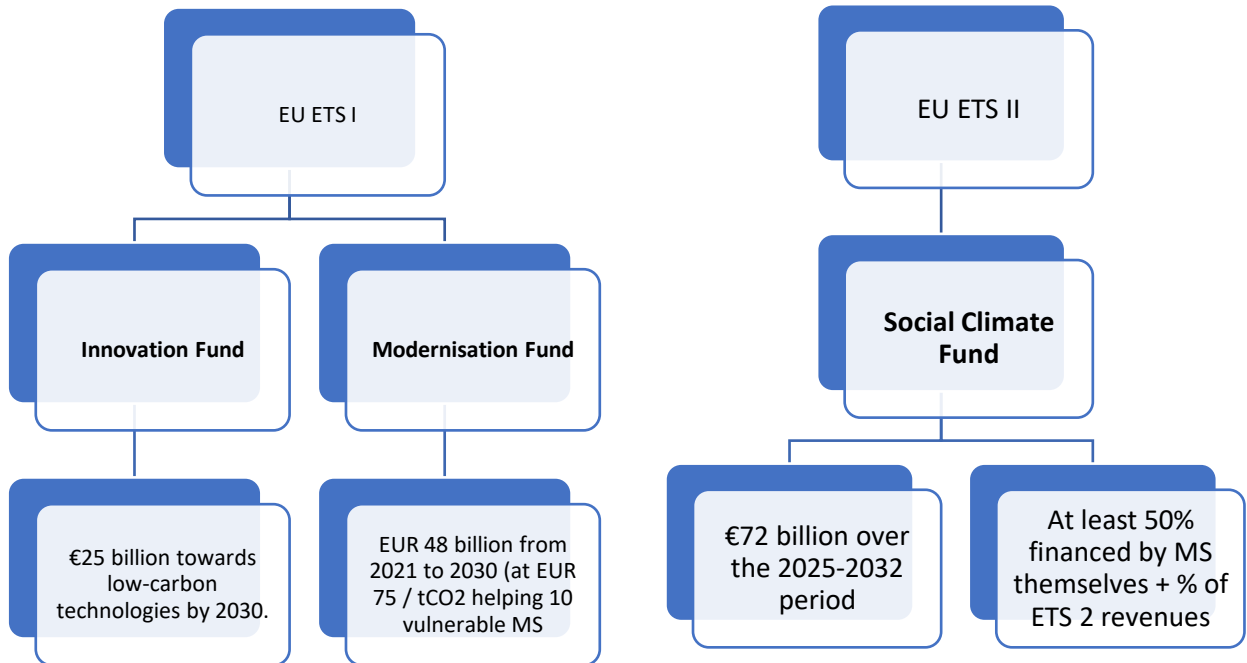 EU ETS I
EU ETS II
Innovation Fund
Modernisation Fund
Social Climate
Fund
€25 billion towards
low-carbon
technologies by 2030.
EUR 48 billion from
2021 to 2030 (at EUR
75 / tCO2 helping 10
vulnerable MS
€72 billion over
the 2025-2032
period
At least 50%
financed by MS
themselves + % of
ETS 2 revenues